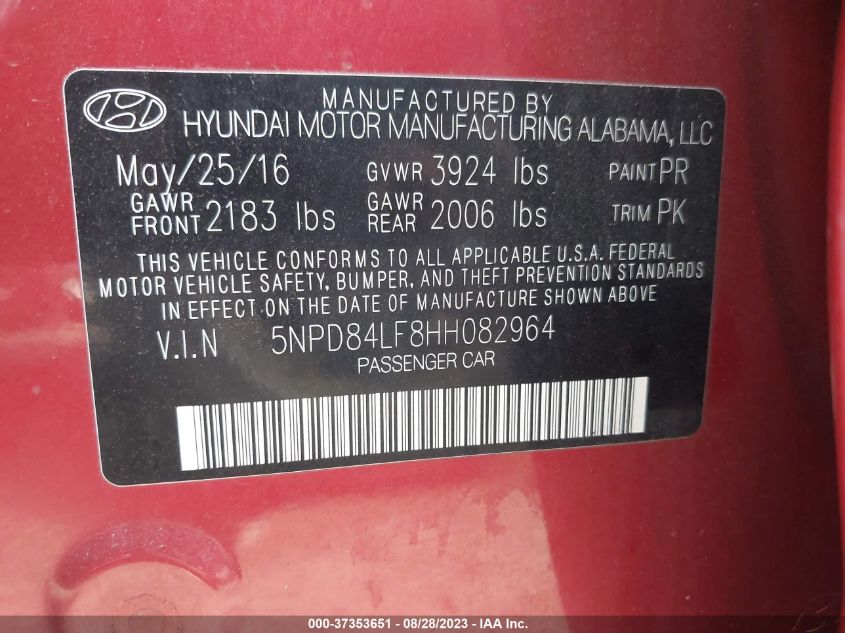 MANUFACTURED BY
HYUNDAI MOTOR MANUFACTURING ALABAMA, LLC
May/25/16 GVWR 3924 lbs PAINT PR
GAWR FRONT 2183 lbs GAWR REAR 2006 lbs TRIM PK
THIS VEHICLE CONFORMS TO ALL APPLICABLE U.S.A. FEDERAL
MOTOR VEHICLE SAFETY, BUMPER, AND THEFT PREVENTION STANDARDS
IN EFFECT ON THE DATE OF MANUFACTURE SHOWN ABOVE
V.I.N 5NPD84LF8HH082964
PASSENGER CAR
000-37353651 - 08/28/2023 - IAA Inc.